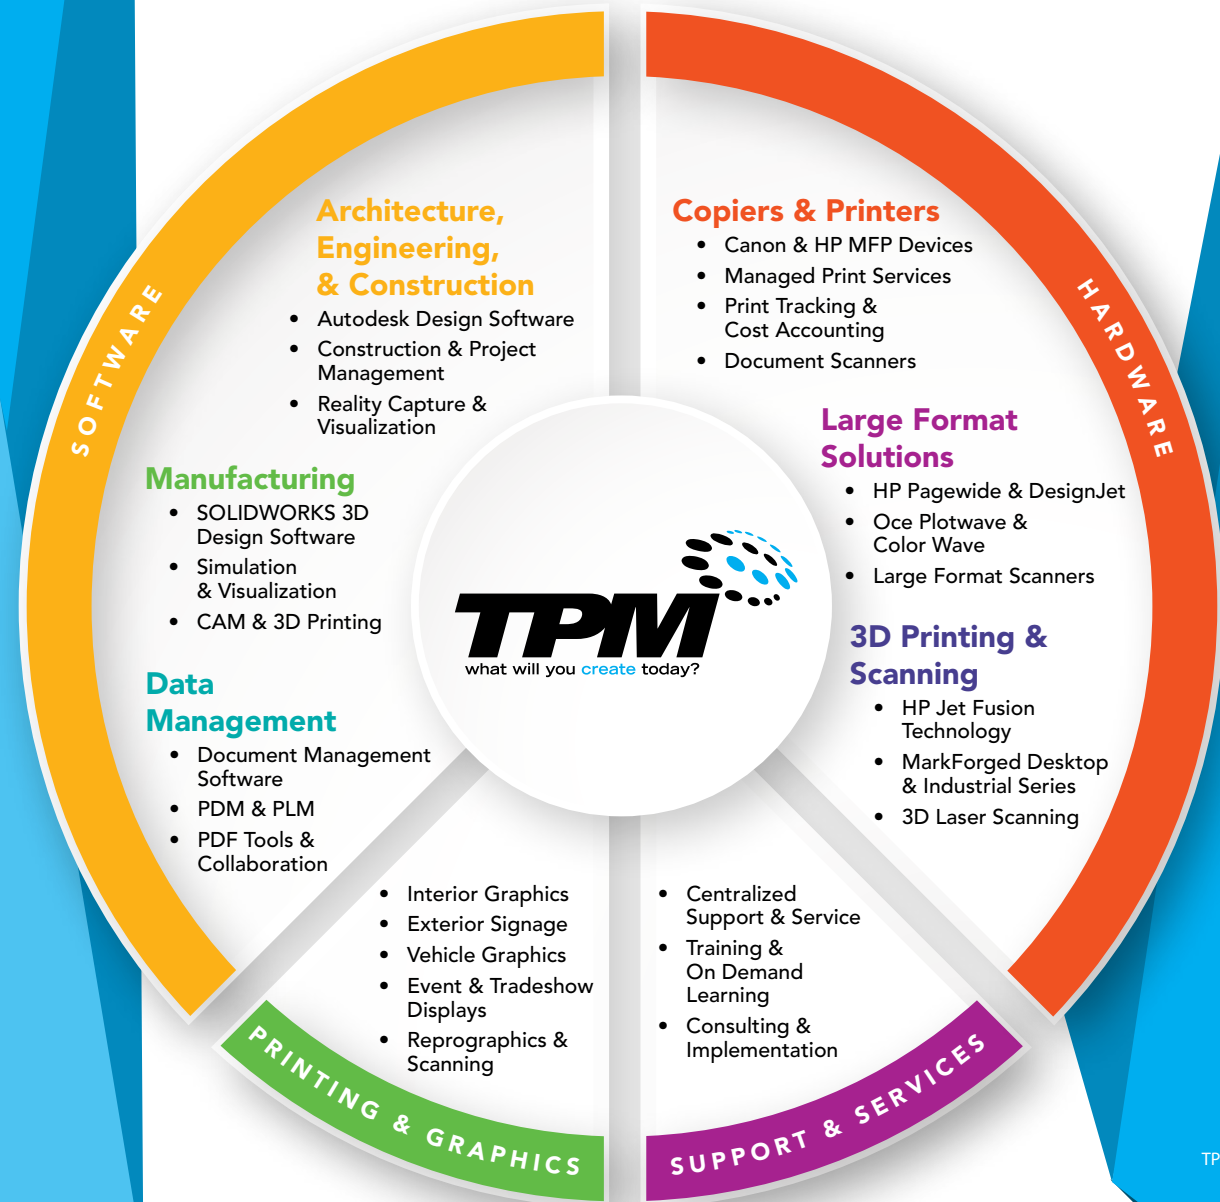 SOFTWARE
Architecture,
Engineering,
& Construction
• Autodesk Design Software
• Construction & Project
Management
• Reality Capture &
Visualization
Manufacturing
• SOLIDWORKS 3D
Design Software
• Simulation
& Visualization
• CAM & 3D Printing
Data
Management
• Document Management
Software
• PDM & PLM
• PDF Tools &
Collaboration
HARDWARE
Copiers & Printers
• Canon & HP MFP Devices
• Managed Print Services
• Print Tracking &
Cost Accounting
• Document Scanners
Large Format
Solutions
• HP Pagewide & DesignJet
• Oce Plotwave &
Color Wave
• Large Format Scanners
3D Printing &
Scanning
• HP Jet Fusion
Technology
• MarkForged Desktop
& Industrial Series
• 3D Laser Scanning
TPM
what will you create today?
• Interior Graphics
• Exterior Signage
• Vehicle Graphics
• Event & Tradeshow
Displays
• Reprographics &
Scanning
PRINTING & GRAPHICS
• Centralized
Support & Service
• Training &
On Demand
Learning
• Consulting &
Implementation
SUPPORT & SERVICES
TP